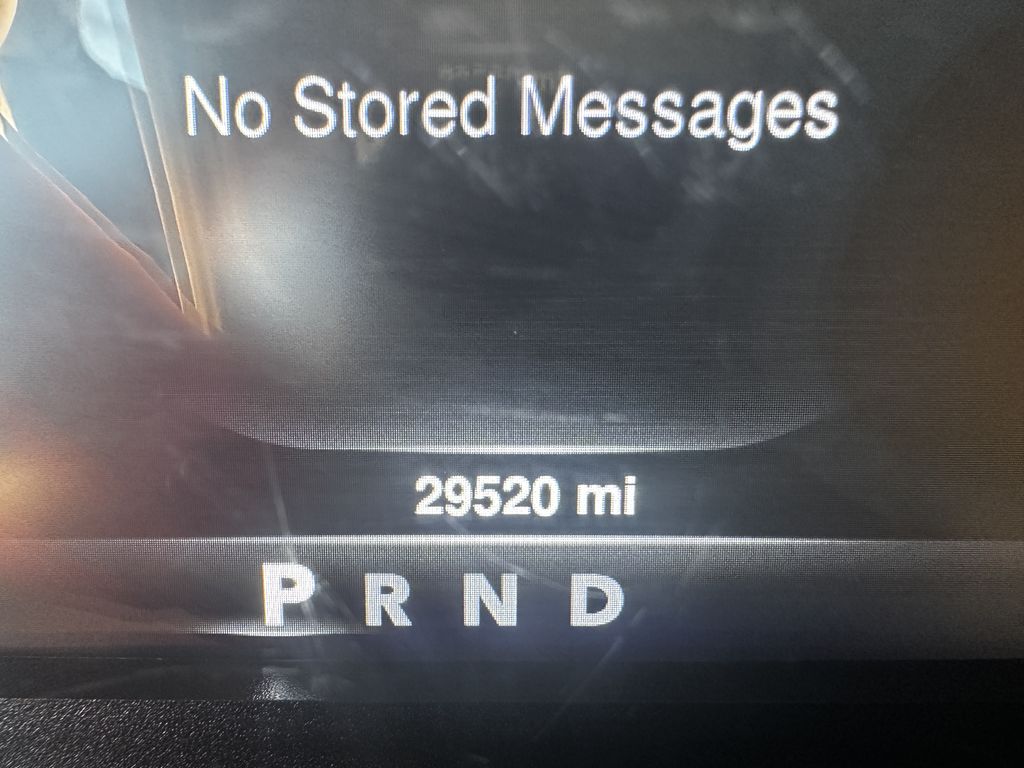 No Stored Messages
29520 mi
P R N D